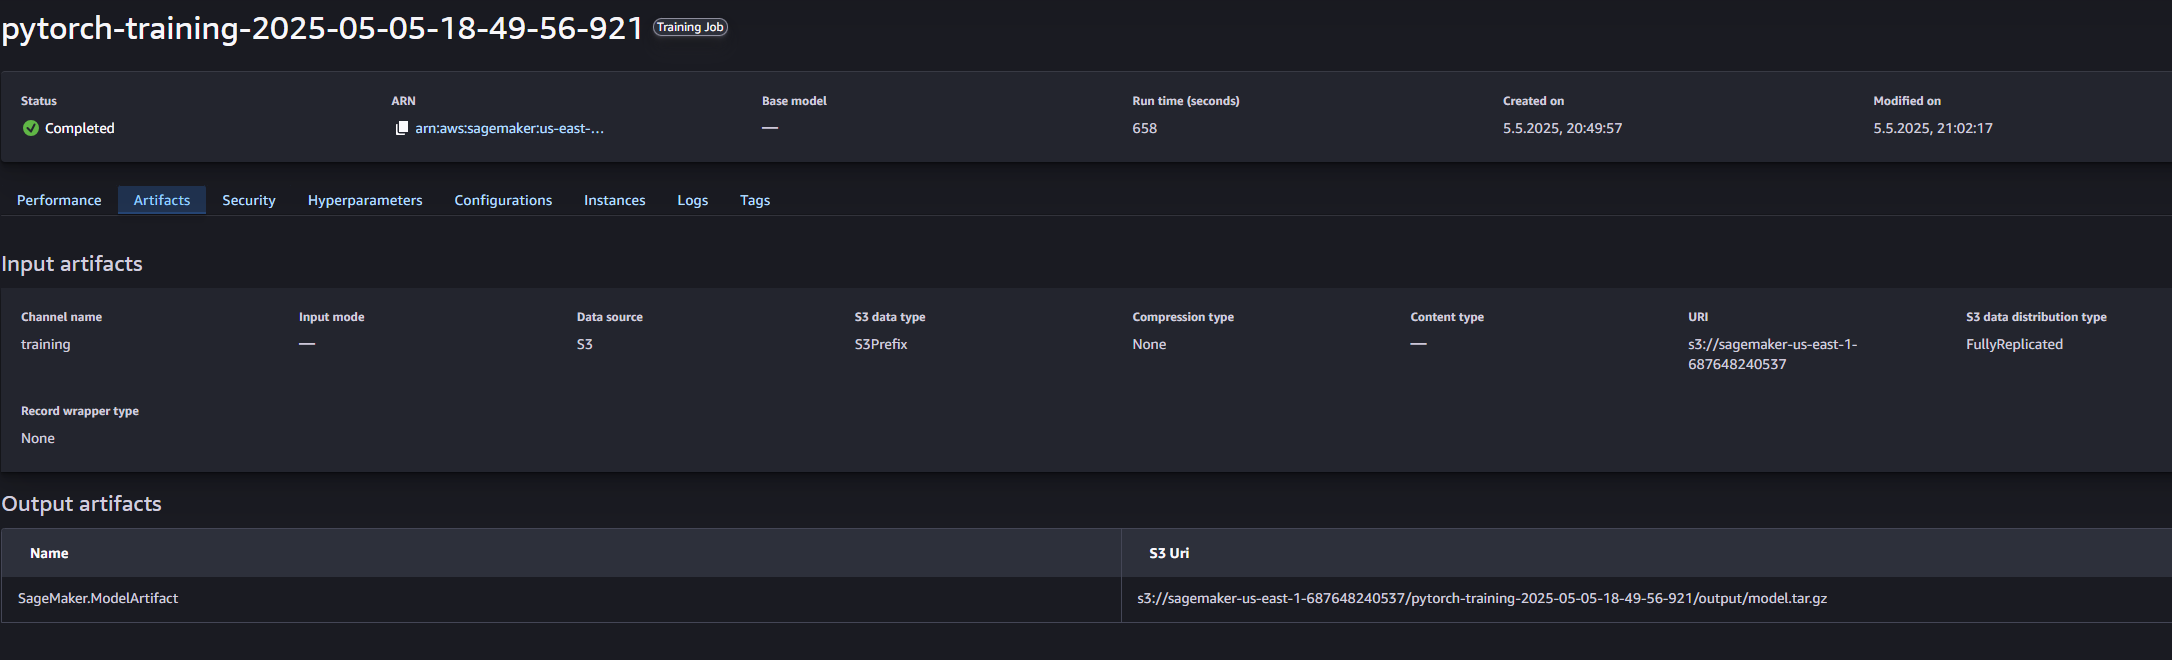 pytorch-training-2025-05-05-18-49-56-921 Training Job
Status ARN Base model Run time (seconds) Created on Modified on
Completed arn:aws:sagemaker:us-east-... — 658 5.5.2025, 20:49:57 5.5.2025, 21:02:17
Performance Artifacts Security Hyperparameters Configurations Instances Logs Tags
Input artifacts
Channel name Input mode Data source S3 data type Compression type Content type URI S3 data distribution type
training — S3 S3Prefix None — s3://sagemaker-us-east-1- FullyReplicated
687648240537
Record wrapper type
None
Output artifacts
Name S3 Uri
SageMaker.ModelArtifact s3://sagemaker-us-east-1-687648240537/pytorch-training-2025-05-05-18-49-56-921/output/model.tar.gz